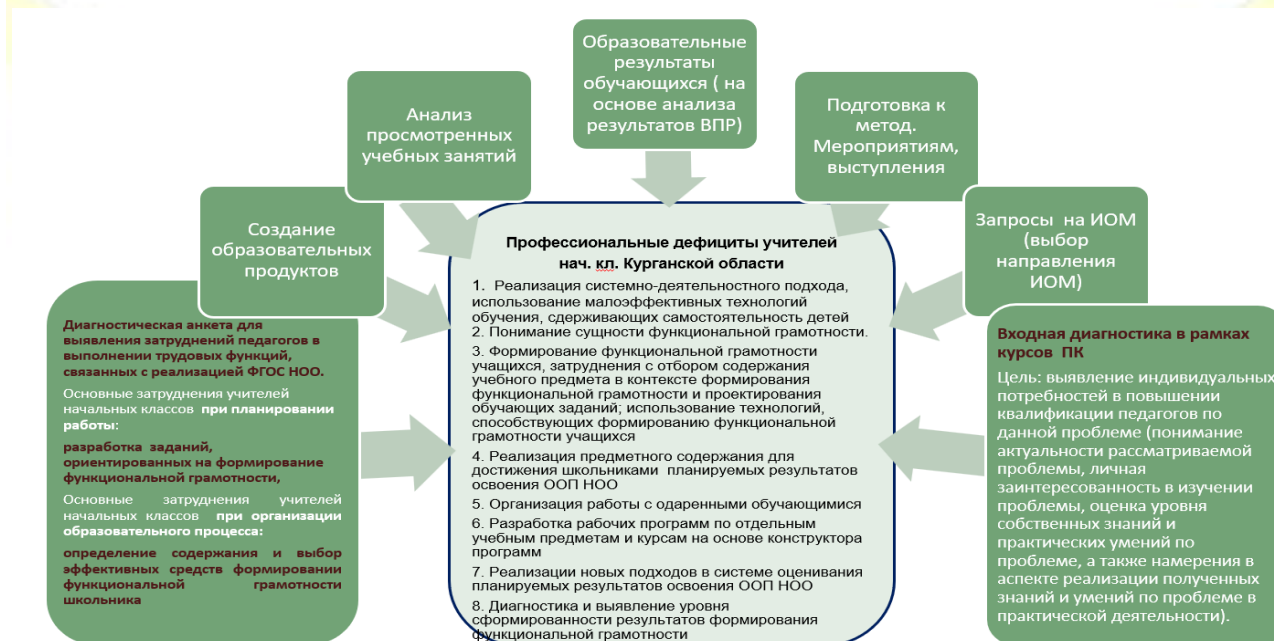 Образовательные
результаты
обучающихся ( на
основе анализа
результатов ВПР)
Анализ
просмотренных
учебных занятий
Подготовка к
метод.
Мероприятиям,
выступления
Создание
образовательных
продуктов
Запросы на ИОМ
(выбор
направления
ИОМ)
Диагностическая анкета для
выявления затруднений педагогов в
выполнении трудовых функций,
связанных с реализацией ФГОС НОО.
Основные затруднения учителей
начальных классов при планировании
работы:
разработка заданий,
ориентированных на формирование
функциональной грамотности,
Основные затруднения учителей
начальных классов при организации
образовательного процесса:
определение содержания и выбор
эффективных средств формировании
функциональной грамотности
школьника
Профессиональные дефициты учителей
нач. кл. Курганской области
1. Реализация системно-деятельностного подхода,
использование малоэффективных технологий
обучения, сдерживающих самостоятельность детей
2. Понимание сущности функциональной грамотности.
3. Формирование функциональной грамотности
учащихся, затруднения с отбором содержания
учебного предмета в контексте формирования
функциональной грамотности и проектирования
обучающих заданий; использование технологий,
способствующих формированию функциональной
грамотности учащихся
4. Реализация предметного содержания для
достижения школьниками планируемых результатов
освоения ООП НОО
5. Организация работы с одаренными обучающимися
6. Разработка рабочих программ по отдельным
учебным предметам и курсам на основе конструктора
программ
7. Реализации новых подходов в системе оценивания
планируемых результатов освоения ООП НОО
8. Диагностика и выявление уровня
сформированности результатов формирования
функциональной грамотности
Входная диагностика в рамках
курсов ПК
Цель: выявление индивидуальных
потребностей в повышении
квалификации педагогов по
данной проблеме (понимание
актуальности рассматриваемой
проблемы, личная
заинтересованность в изучении
проблемы, оценка уровня
собственных знаний и
практических умений по
проблеме, а также намерения в
аспекте реализации полученных
знаний и умений по проблеме в
практической деятельности).